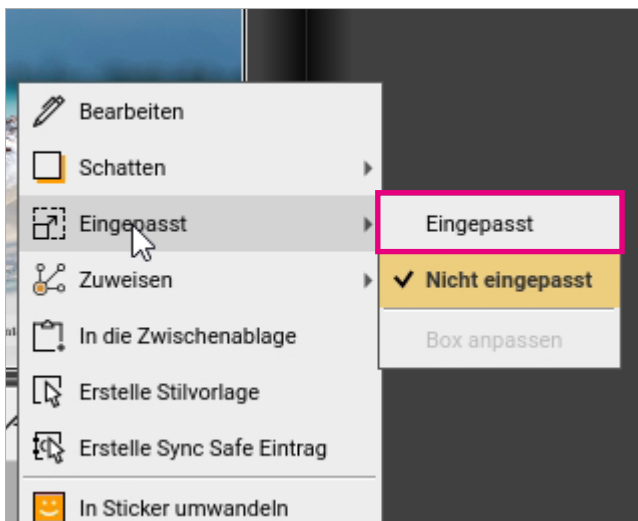 Bearbeiten
Schatten
Eingepasst
Zuweisen
In die Zwischenablage
Erstelle Stilvorlage
Erstelle Sync Safe Eintrag
In Sticker umwandeln
Eingepasst
Nicht eingepasst
Box anpassen